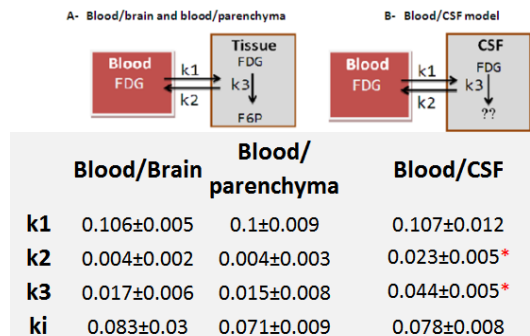 A- Blood/brain and blood/parenchyma
B- Blood/CSF model
Blood
FDG
k1
k2
Tissue
FDG
k3
F6P
Blood
FDG
k1
k2
CSF
FDG
k3
??
Blood/Brain Blood/parenchyma Blood/CSF
k1 0.106±0.005 0.1±0.009 0.107±0.012
k2 0.004±0.002 0.004±0.003 0.023±0.005*
k3 0.017±0.006 0.015±0.008 0.044±0.005*
ki 0.083±0.03 0.071±0.009 0.078±0.008